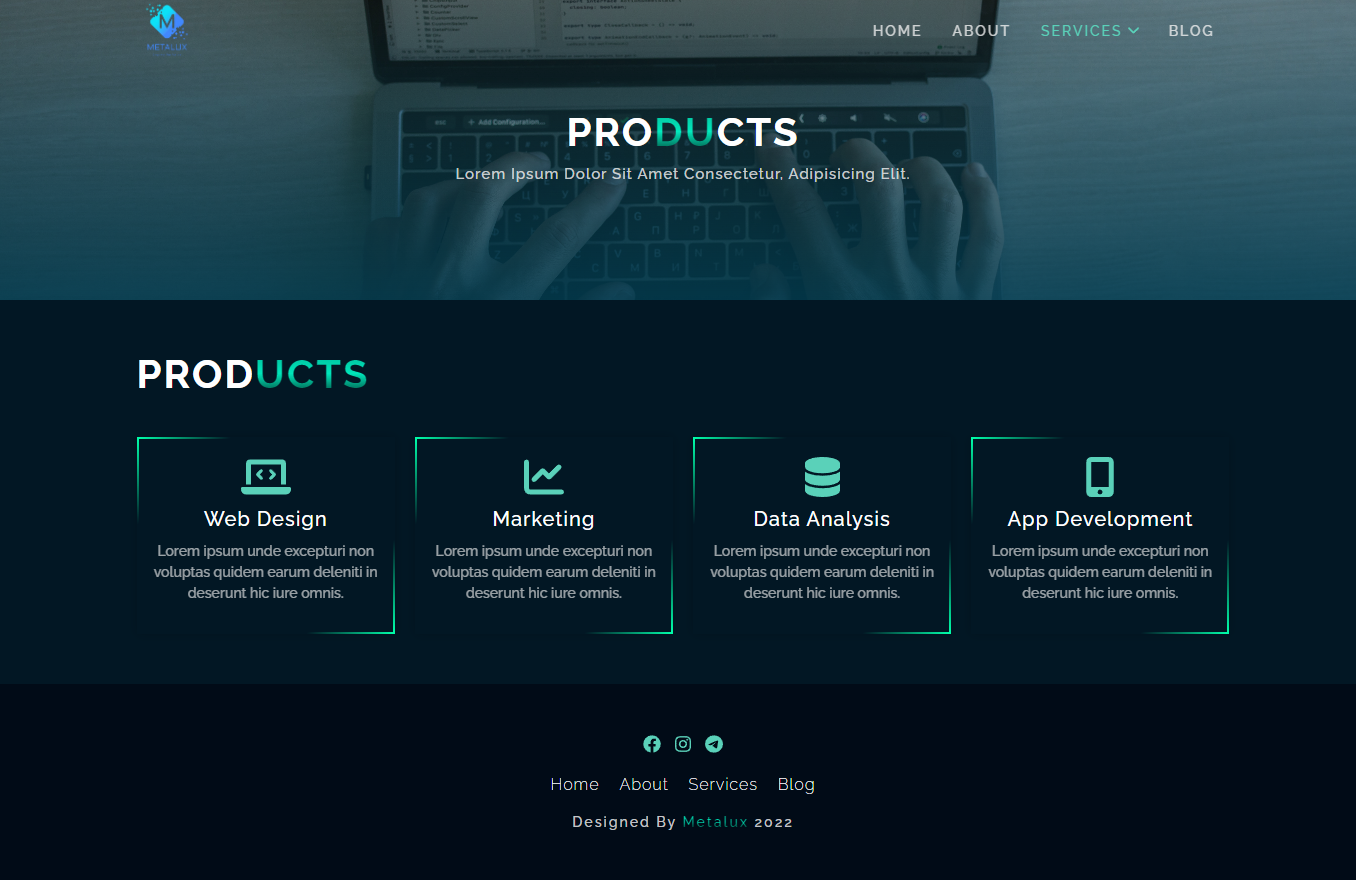 METALUX
HOME ABOUT SERVICES BLOG
esc + Add Configuration...
PRODUCTS
Lorem Ipsum Dolor Sit Amet Consectetur, Adipisicing Elit.
PRODUCTS
Web Design
Lorem ipsum unde excepturi non
voluptas quidem earum deleniti in
deserunt hic iure omnis.
Marketing
Lorem ipsum unde excepturi non
voluptas quidem earum deleniti in
deserunt hic iure omnis.
Data Analysis
Lorem ipsum unde excepturi non
voluptas quidem earum deleniti in
deserunt hic iure omnis.
App Development
Lorem ipsum unde excepturi non
voluptas quidem earum deleniti in
deserunt hic iure omnis.
Home About Services Blog
Designed By Metalux 2022